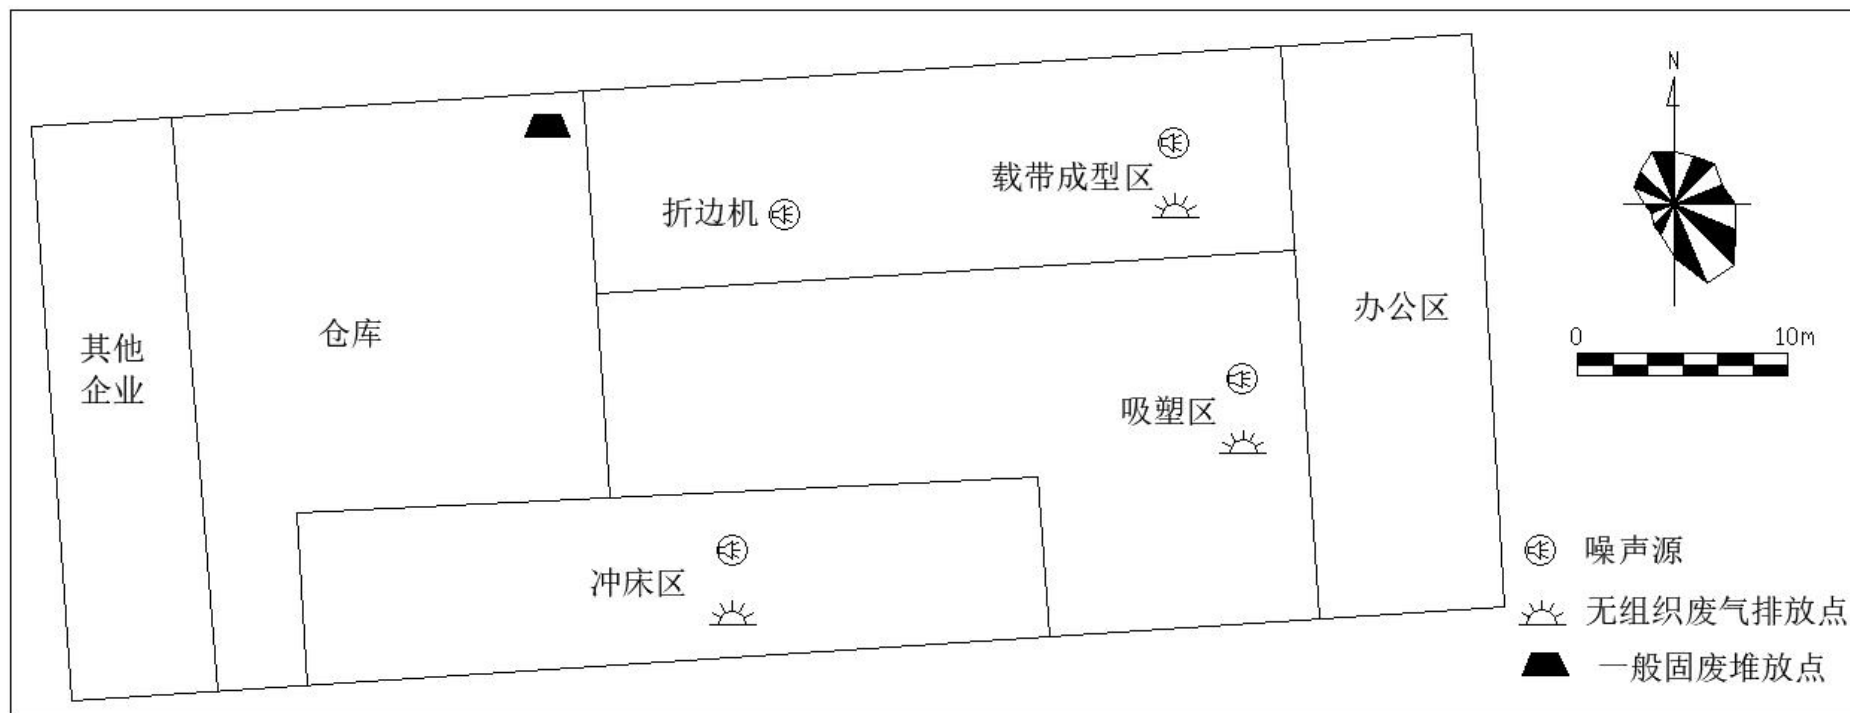 N
载带成型区
折边机
其他
企业
仓库
办公区
0 10m
吸塑区
冲床区
噪声源
无组织废气排放点
一般固废堆放点